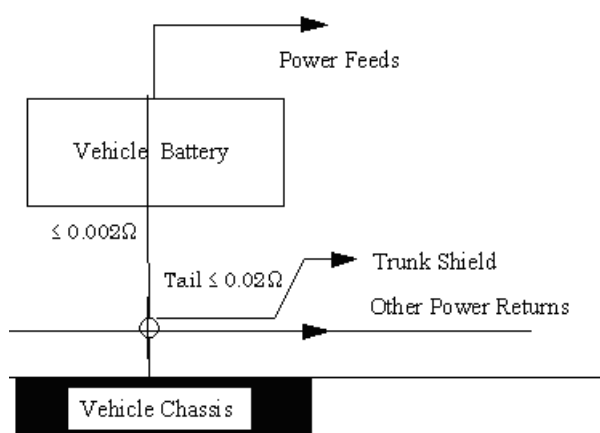 Power Feeds
Vehicle Battery
≤ 0.002Ω
Tail ≤ 0.02Ω
Trunk Shield
Other Power Returns
Vehicle Chassis